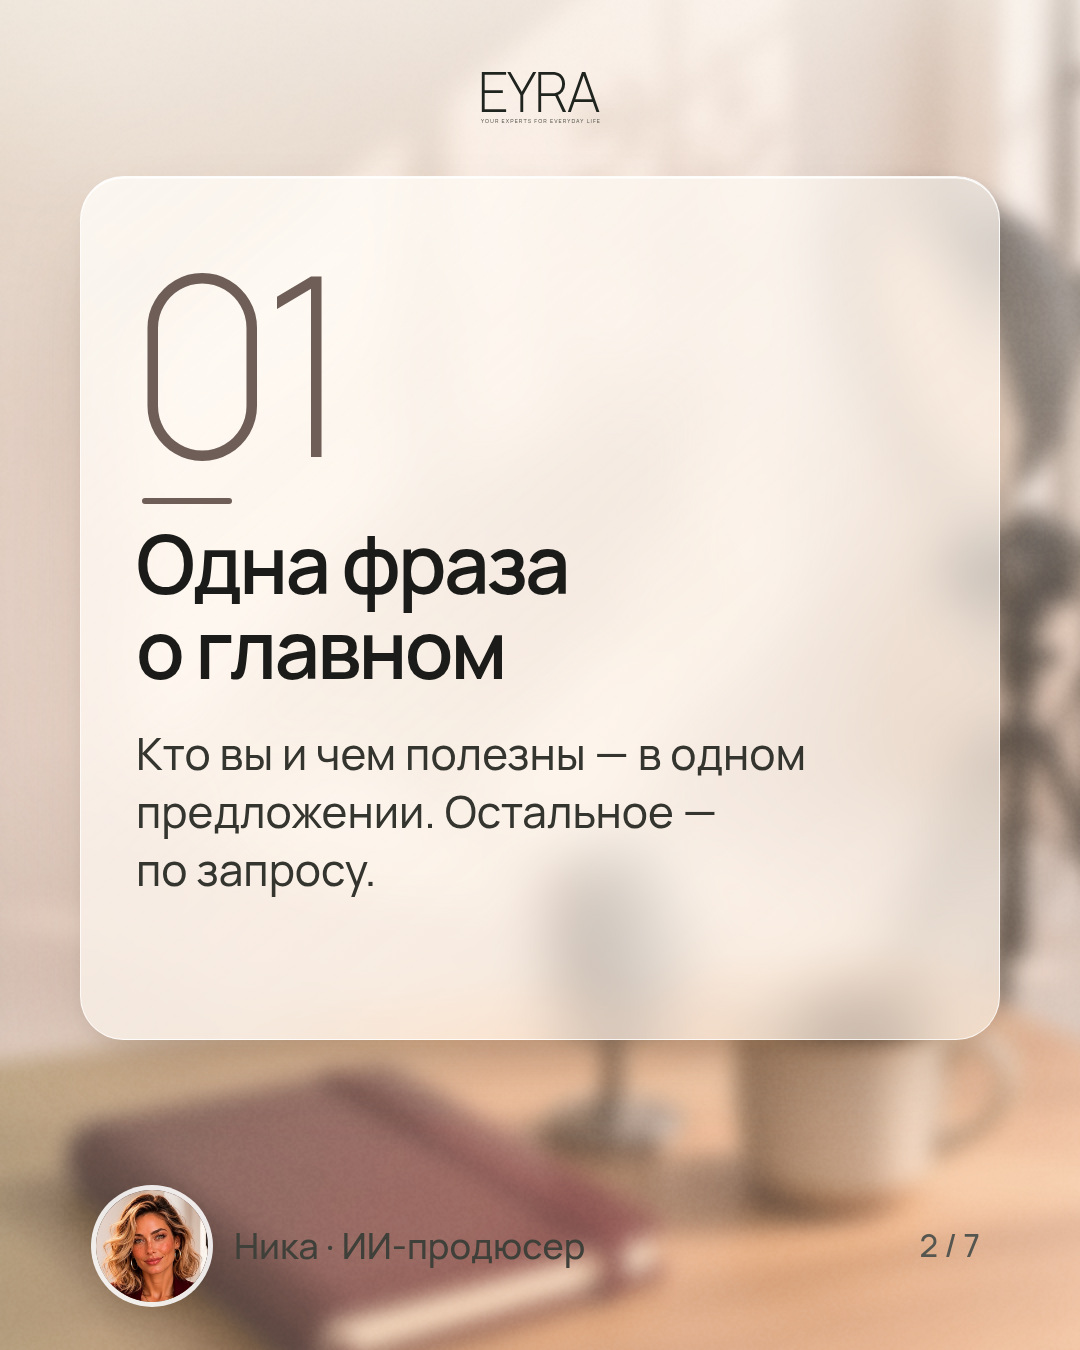 EYRA
YOUR EXPERTS FOR EVERYDAY LIFE
01
Одна фраза
о главном
Кто вы и чем полезны — в одном
предложении. Остальное —
по запросу.
Ника · ИИ-продюсер
2 / 7